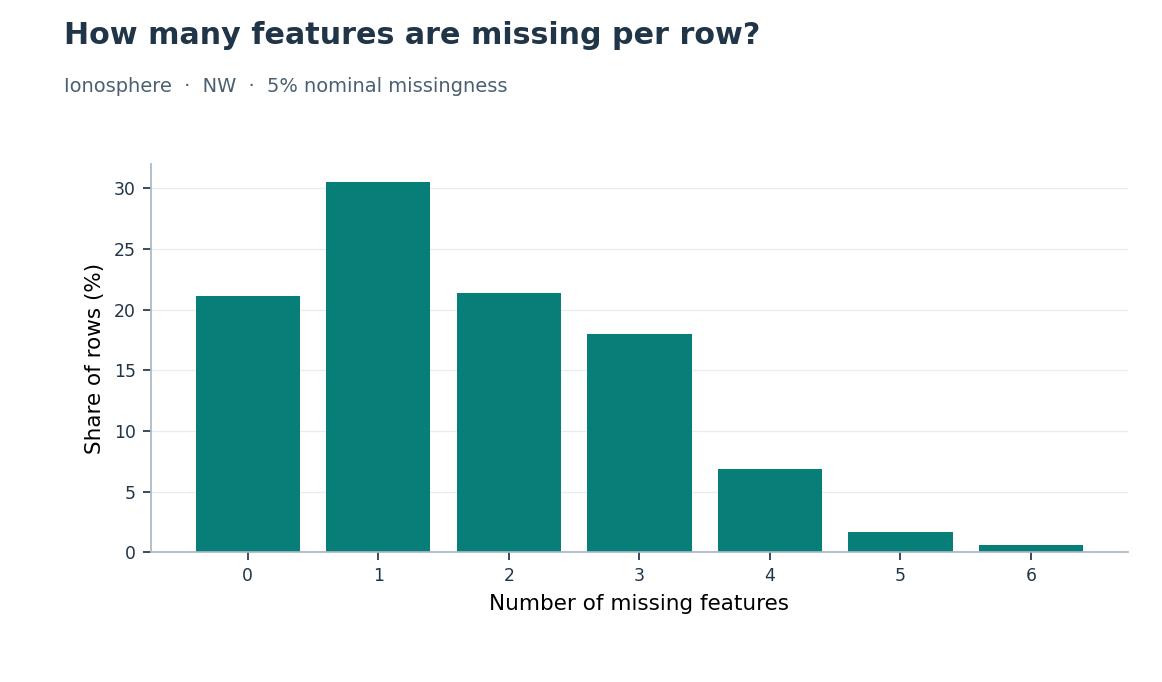 How many features are missing per row?
Ionosphere · NW · 5% nominal missingness
Share of rows (%)
30
25
20
15
10
5
0
0 1 2 3 4 5 6
Number of missing features